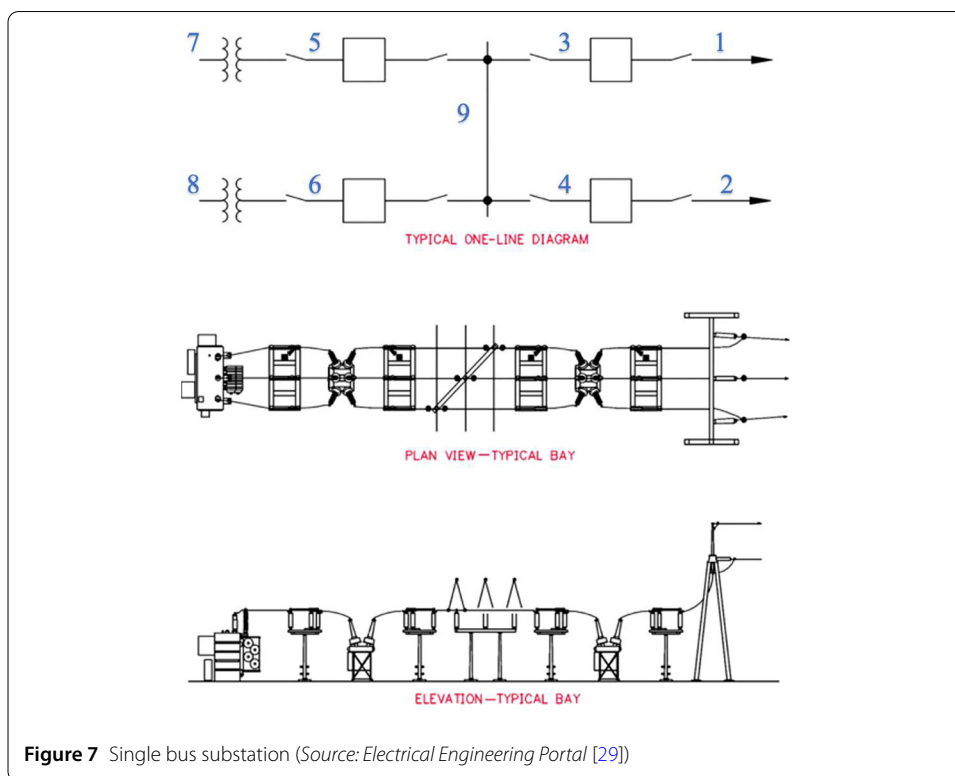 7 5 3 1
9
8 6 4 2
TYPICAL ONE-LINE DIAGRAM
PLAN VIEW—TYPICAL BAY
ELEVATION—TYPICAL BAY
Figure 7 Single bus substation (Source: Electrical Engineering Portal [29])